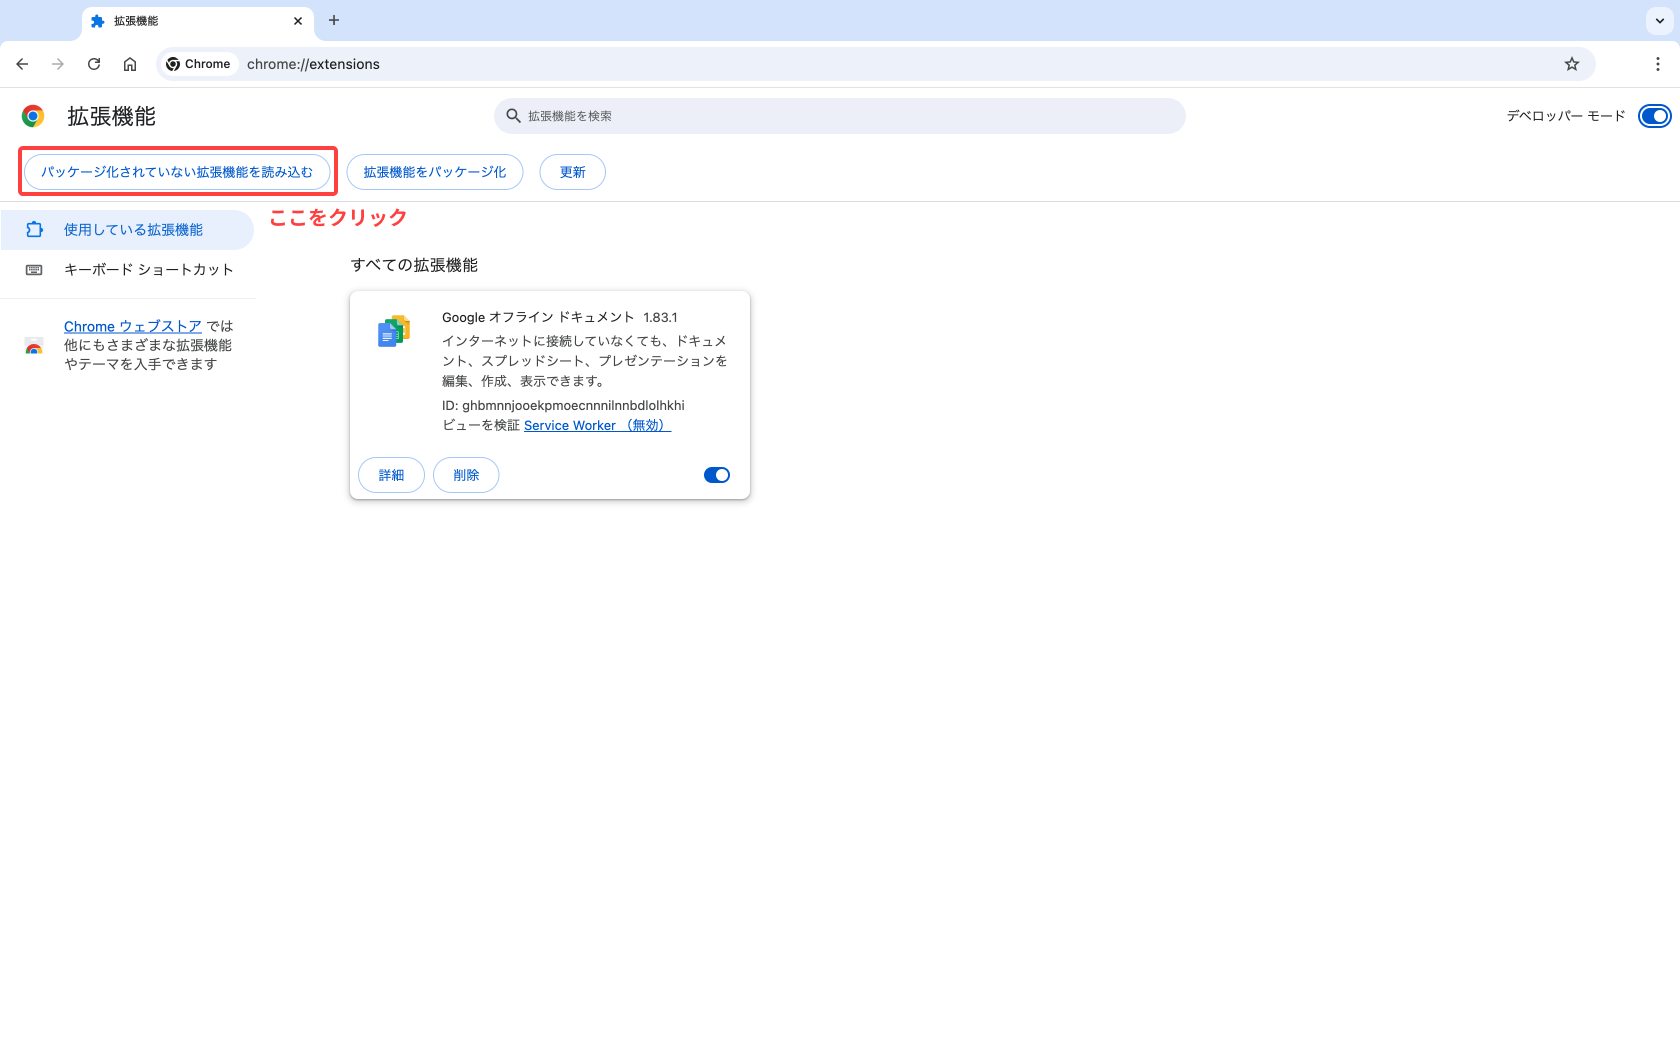 拡張機能
Chrome
chrome://extensions
拡張機能
拡張機能を検索
デベロッパー モード
パッケージ化されていない拡張機能を読み込む
拡張機能をパッケージ化
更新
ここをクリック
使用している拡張機能
キーボード ショートカット
Chrome ウェブストア では
他にもさまざまな拡張機能
やテーマを入手できます
すべての拡張機能
Google オフライン ドキュメント 1.83.1
インターネットに接続していなくても、ドキュメ
ント、スプレッドシート、プレゼンテーションを
編集、作成、表示できます。
ID: ghbmnnjooekpmoecnnnilnnbdlolhkhi
ビューを検証 Service Worker （無効）
詳細
削除